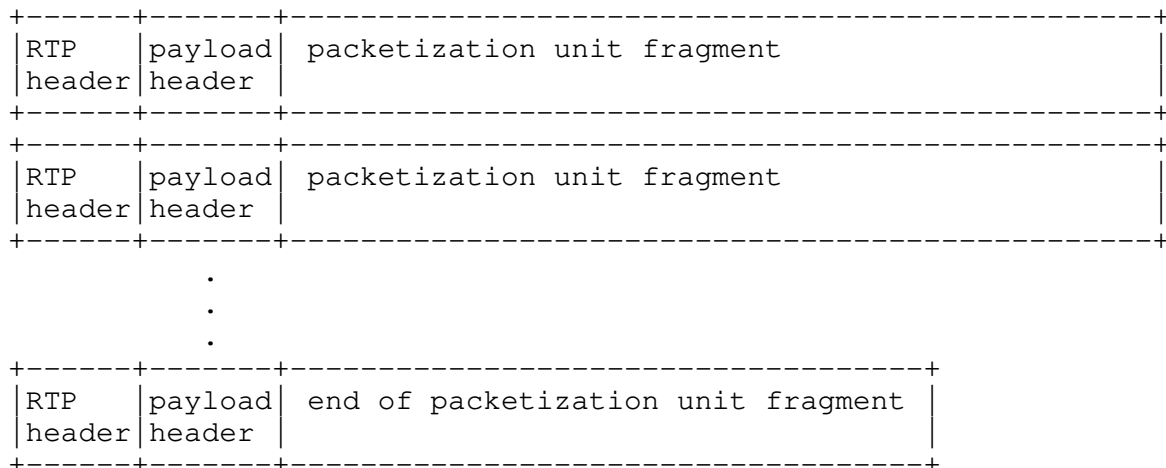 +------+-------+-------------------------------------------------+
|RTP   |payload| packetization unit fragment                     |
|header|header |                                                 |
+------+-------+-------------------------------------------------+
+------+-------+-------------------------------------------------+
|RTP   |payload| packetization unit fragment                     |
|header|header |                                                 |
+------+-------+-------------------------------------------------+
           .
           .
           .
+------+-------+------------------------------------+
|RTP   |payload| end of packetization unit fragment |
|header|header |                                    |
+------+-------+------------------------------------+